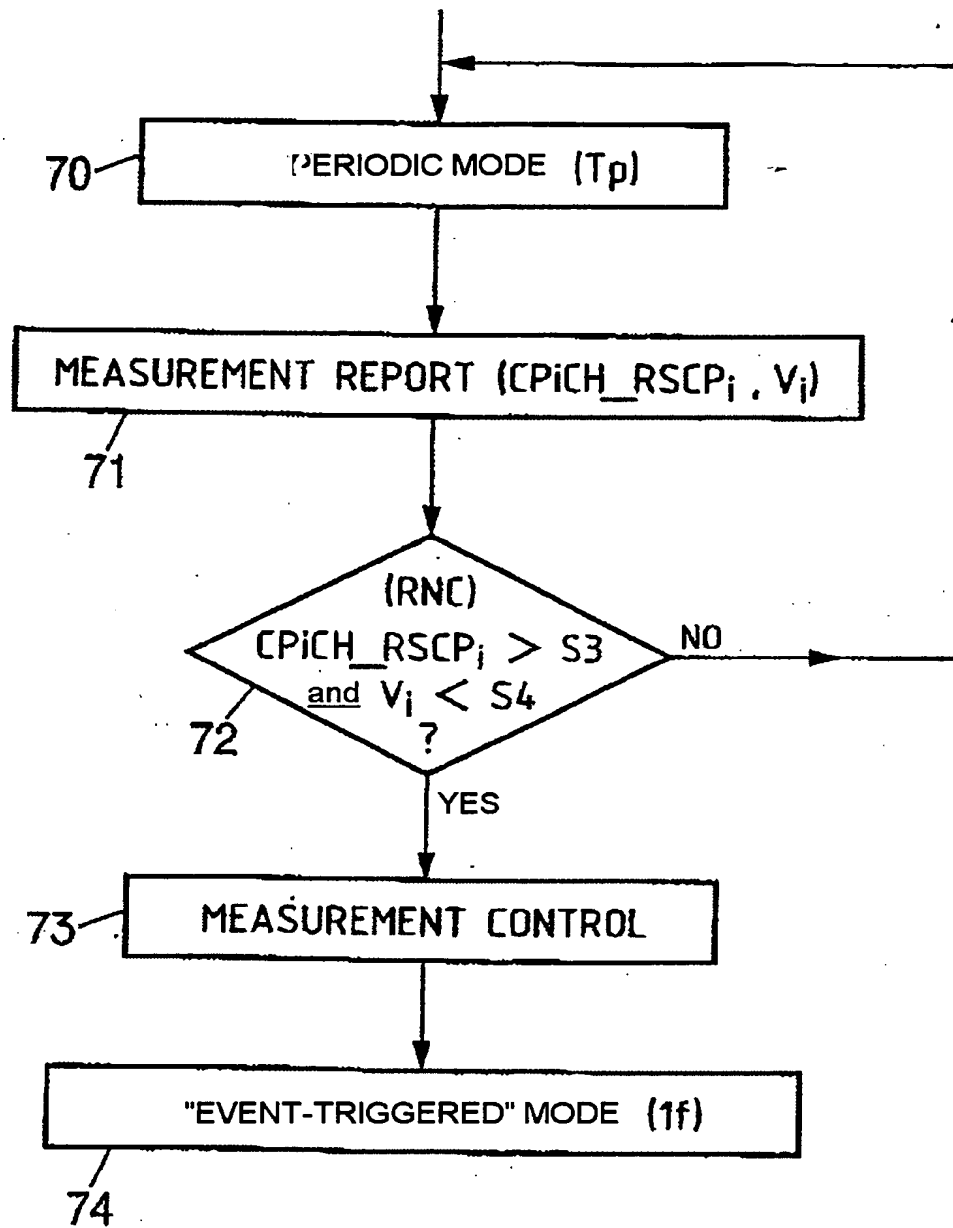 70 PERIODIC MODE (Tp)
MEASUREMENT REPORT (CPiCH_RSCPi, Vi)
71
(RNC)
CPiCH_RSCPi > S3
and Vi < S4
?
NO
72
YES
73 MEASUREMENT CONTROL
"EVENT-TRIGGERED" MODE (1f)
74